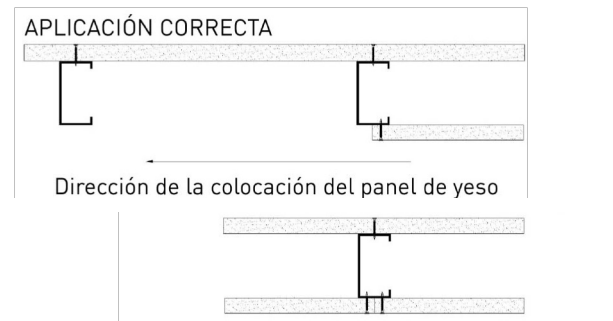 APLICACIÓN CORRECTA
Dirección de la colocación del panel de yeso